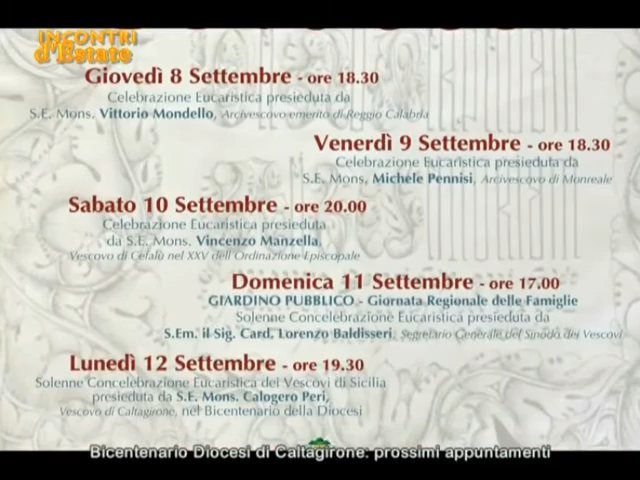 INCONTRI
d'Estate
Giovedì 8 Settembre - ore 18.30
Celebrazione Eucaristica presieduta da
S.E. Mons. Vittorio Mondello, Arcivescovo emerito di Reggio Calabria
Venerdì 9 Settembre - ore 18.30
Celebrazione Eucaristica presieduta da
S.E. Mons, Michele Pennisi, Arcivescovo di Monreale
Sabato 10 Settembre - ore 20.00
Celebrazione Eucaristica presieduta
da S.E. Mons. Vincenzo Manzella,
Vescovo di Cefalù nel XXV dell'Ordinazione Episcopale
Domenica 11 Settembre - ore 17.00
GIARDINO PUBBLICO - Giornata Regionale delle Famiglie
Solenne Concelebrazione Eucaristica presieduta da
S.Em. il Sig. Card. Lorenzo Baldisseri, Segretario Generale del Sinodo dei Vescovi
Lunedì 12 Settembre - ore 19.30
Solenne Concelebrazione Eucaristica dei Vescovi di Sicilia
presieduta da S.E. Mons. Calogero Peri,
Vescovo di Caltagirone, nel Bicentenario della Diocesi
Bicentenario Diocesi di Caltagirone: prossimi appuntamenti